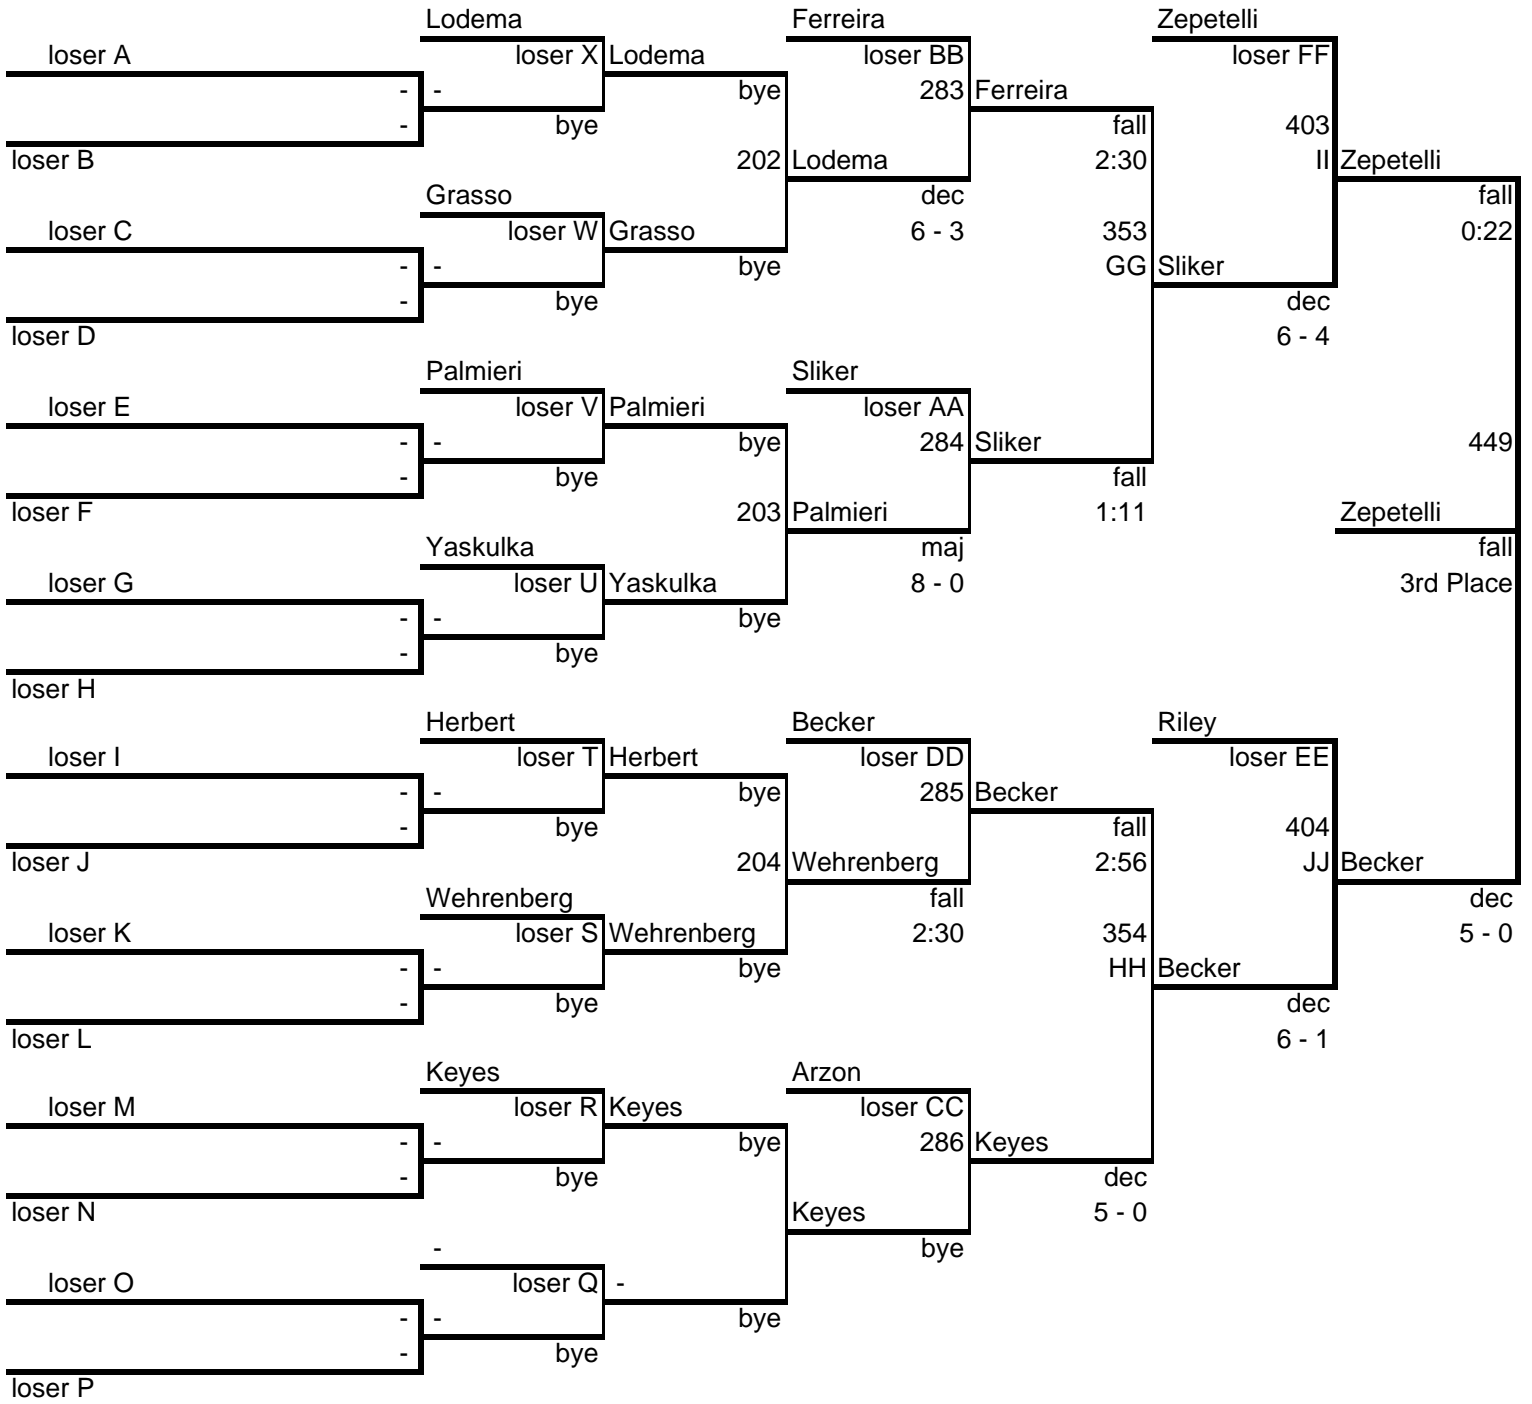 Lodema Ferreira Zepetelli
loser A loser X Lodema loser BB loser FF
- - bye 283 Ferreira
- bye fall 403
loser B 202 Lodema 2:30 II Zepetelli
Grasso dec fall
loser C loser W Grasso 6 - 3 353 0:22
- - bye GG Sliker
- bye dec
loser D 6 - 4
Palmieri Sliker
loser E loser V Palmieri loser AA
- - bye 284 Sliker 449
- bye fall
loser F 203 Palmieri 1:11 Zepetelli
Yaskulka maj fall
loser G loser U Yaskulka 8 - 0 3rd Place
- - bye
- bye
loser H
Herbert Becker Riley
loser I loser T Herbert loser DD loser EE
- - bye 285 Becker
- bye fall 404
loser J 204 Wehrenberg 2:56 JJ Becker
Wehrenberg fall dec
loser K loser S Wehrenberg 2:30 354 5 - 0
- - bye HH Becker
- bye dec
loser L 6 - 1
Keyes Arzon
loser M loser R Keyes loser CC
- - bye 286 Keyes
- bye dec
loser N Keyes 5 - 0
- bye
loser O loser Q -
- - bye
- bye
loser P